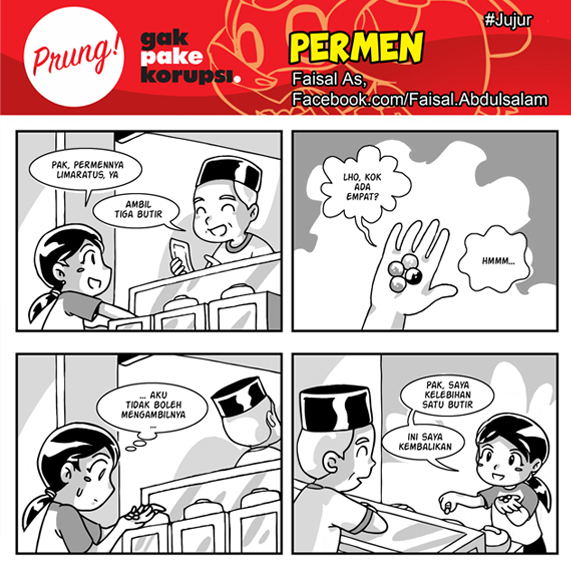 #Jujur
Prung!
gak
pake
korupsi.
PERMEN
Faisal As,
Facebook.com/Faisal.Abdulsalam
PAK, PERMENNYA
LIMARATUS, YA
AMBIL
TIGA BUTIR
LHO, KOK
ADA
EMPAT?
HMMM...
... AKU
TIDAK BOLEH
MENGAMBILNYA
...
PAK, SAYA
KELEBIHAN
SATU BUTIR
INI SAYA
KEMBALIKAN